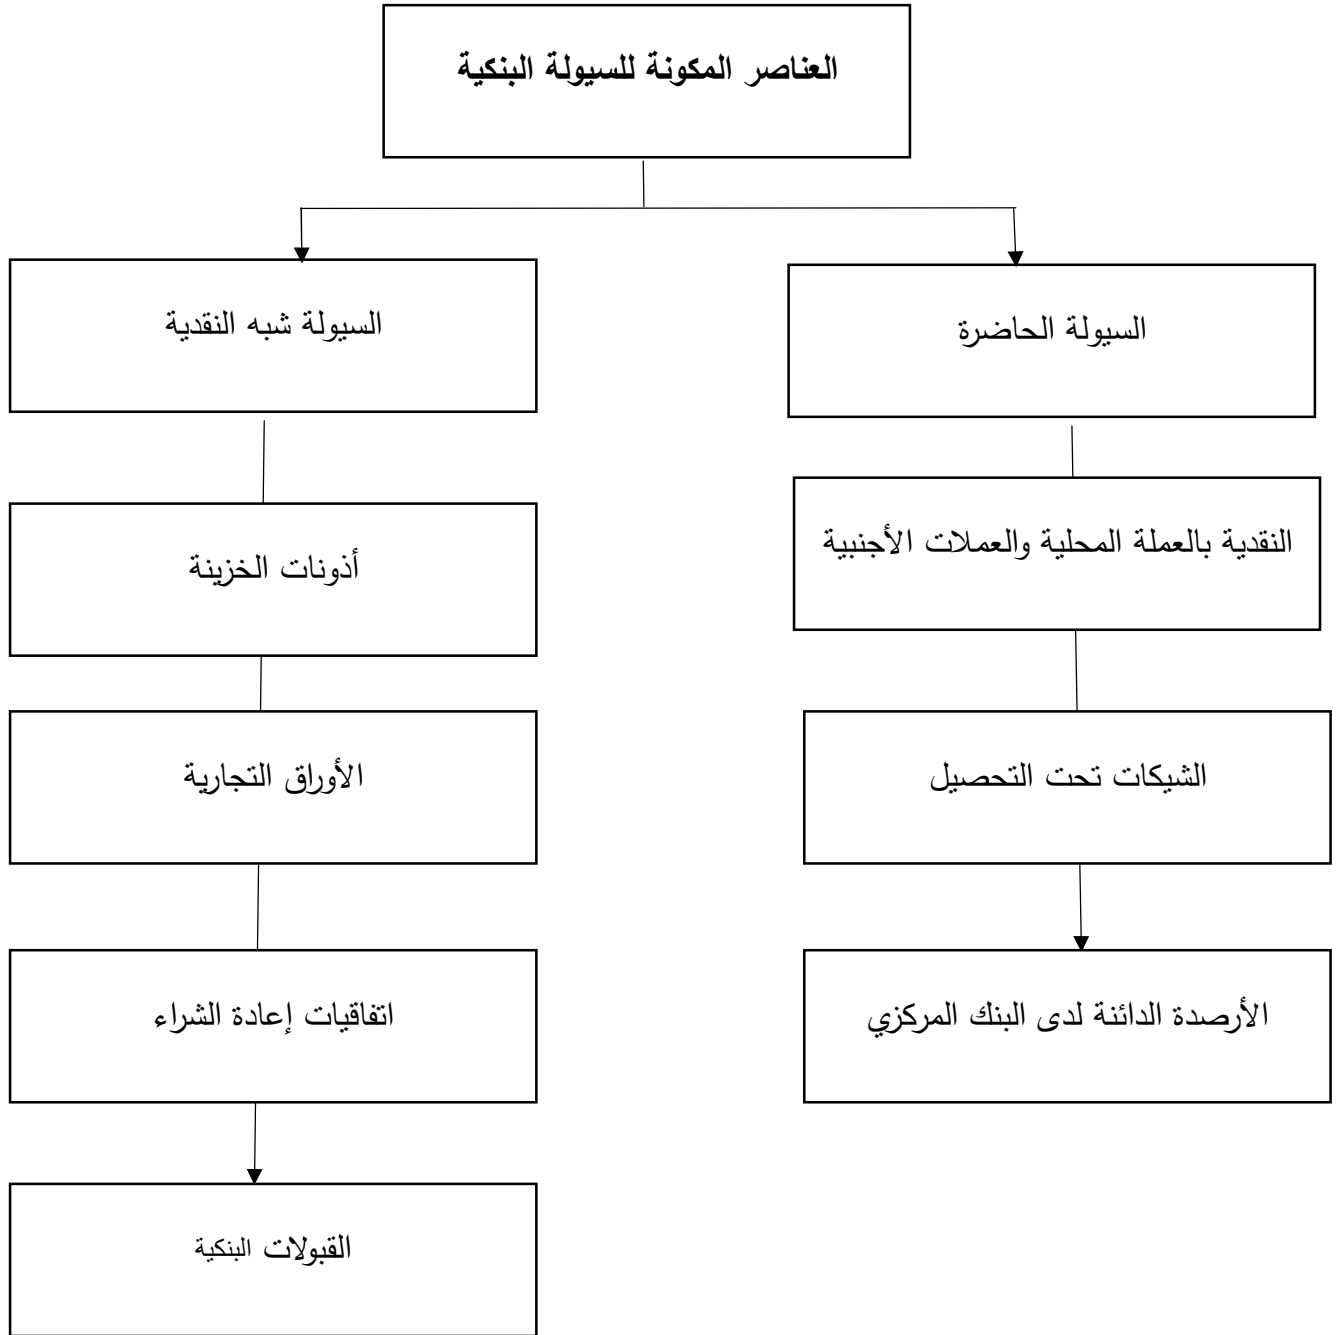 العناصر المكونة للسيولة البنكية
السيولة الحاضرة
النقدية بالعملة المحلية والعملات الأجنبية
الشيكات تحت التحصيل
الأرصدة الدائنة لدى البنك المركزي
السيولة شبه النقدية
أذونات الخزينة
الأوراق التجارية
اتفاقيات إعادة الشراء
القبولات البنكية